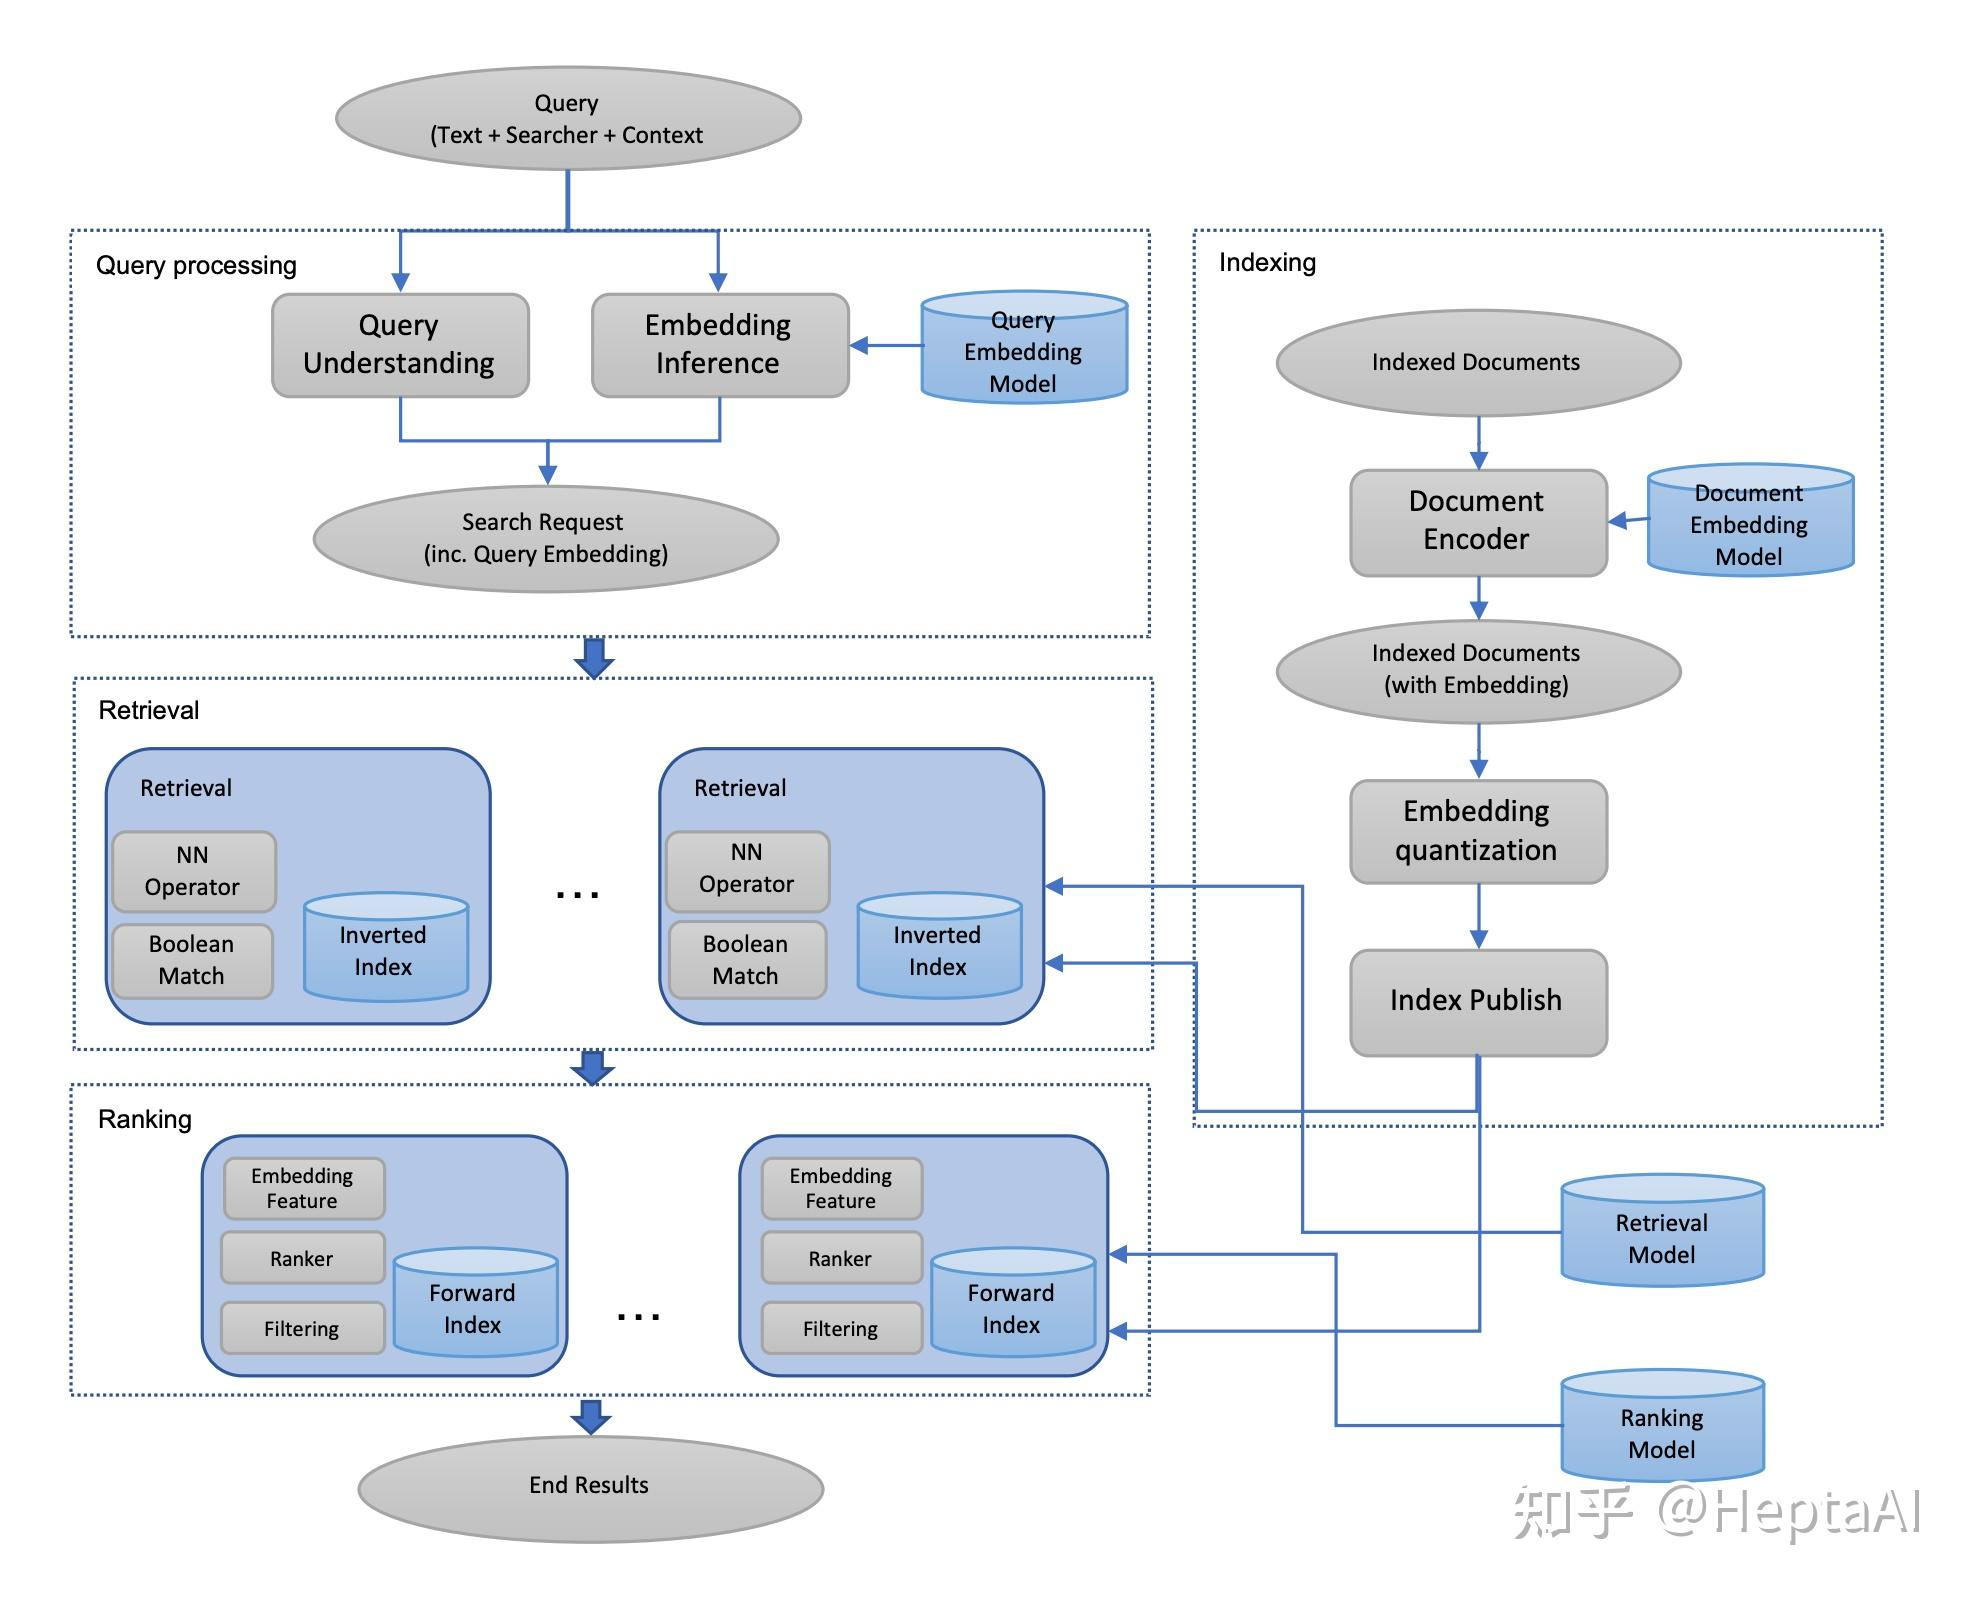 Query
(Text + Searcher + Context
Query processing
Query
Understanding
Embedding
Inference
Query
Embedding
Model
Search Request
(inc. Query Embedding)
Retrieval
Retrieval
NN
Operator
Boolean
Match
Inverted
Index
...
Retrieval
NN
Operator
Boolean
Match
Inverted
Index
Ranking
Embedding
Feature
Ranker
Filtering
Forward
Index
...
Embedding
Feature
Ranker
Filtering
Forward
Index
End Results
Indexing
Indexed Documents
Document
Encoder
Document
Embedding
Model
Indexed Documents
(with Embedding)
Embedding
quantization
Index Publish
Retrieval
Model
Ranking
Model
知乎 @HeptaAI